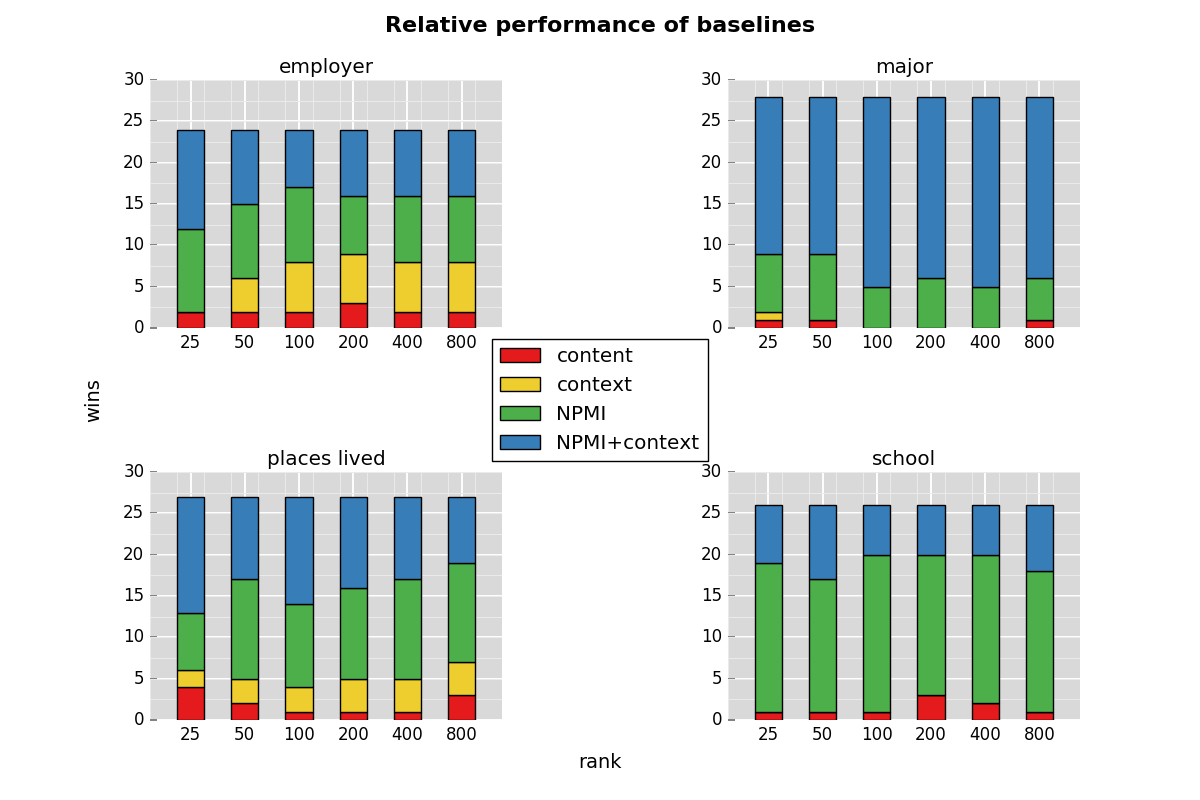 Relative performance of baselines
employer
30
25
20
15
10
5
0
25 50 100 200 400 800
major
30
25
20
15
10
5
0
25 50 100 200 400 800
content
context
NPMI
NPMI+context
wins
places lived
30
25
20
15
10
5
0
25 50 100 200 400 800
school
30
25
20
15
10
5
0
25 50 100 200 400 800
rank